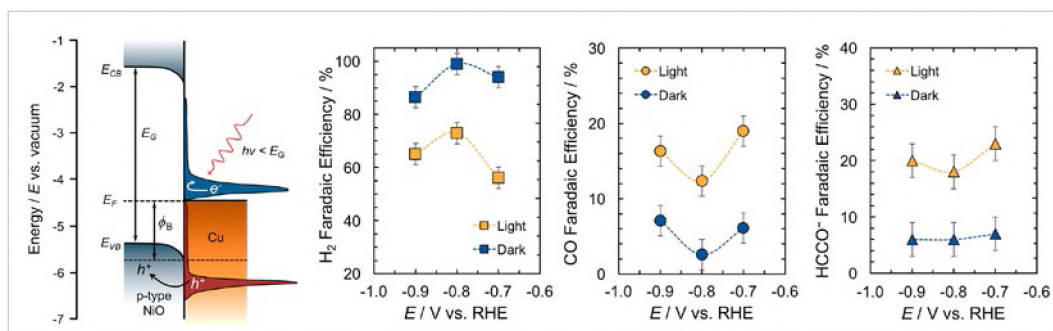 -1
-2
-3
-4
-5
-6
-7
Energy / E vs. vacuum
E_CB
E_G
E_F
E_VB
hν < E_G
e⁻
ϕ_B
Cu
h⁺
h⁺
p-type
NiO
120
100
80
60
40
20
H₂ Faradaic Efficiency / %
Light
Dark
-1.0 -0.9 -0.8 -0.7 -0.6
E / V vs. RHE
30
20
10
0
CO Faradaic Efficiency / %
Light
Dark
-1.0 -0.9 -0.8 -0.7 -0.6
E / V vs. RHE
40
30
20
10
0
HCCO⁻ Faradaic Efficiency / %
Light
Dark
-1.0 -0.9 -0.8 -0.7 -0.6
E / V vs. RHE